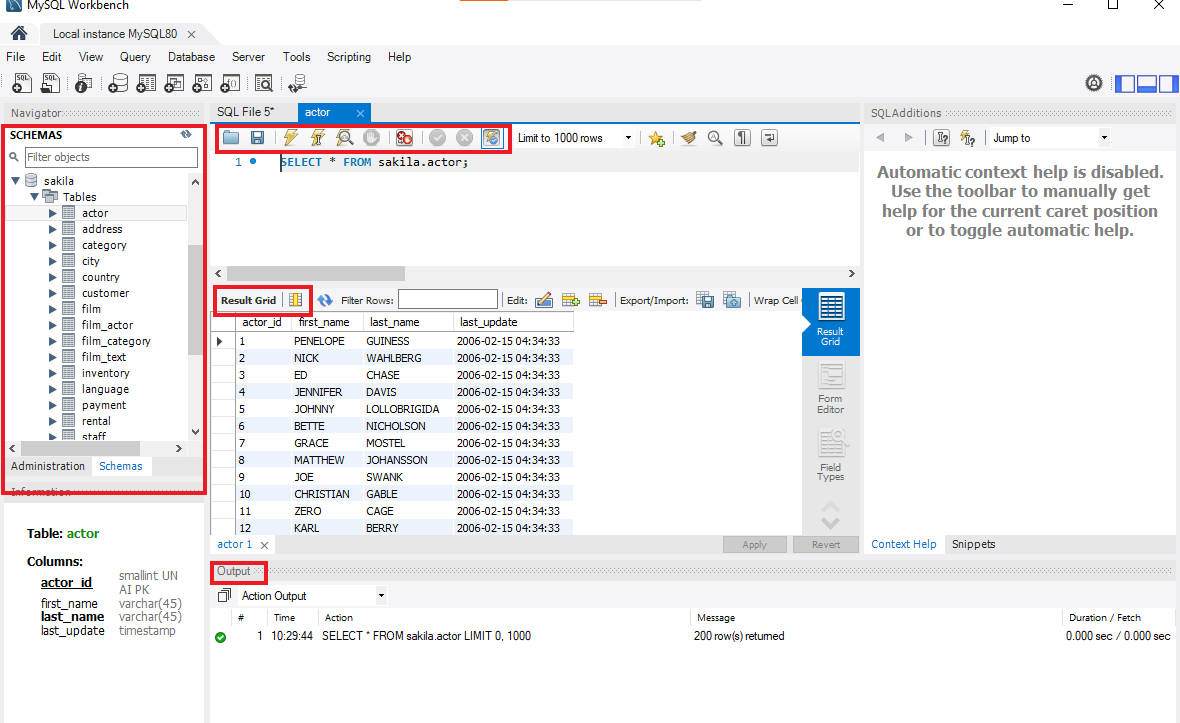 MySQL Workbench
Local instance MySQL80
File Edit View Query Database Server Tools Scripting Help
Navigator
SCHEMAS
Filter objects
sakila
Tables
actor
address
category
city
country
customer
film
film_actor
film_category
film_text
inventory
language
payment
rental
staff
Administration Schemas
Information
Table: actor
Columns:
actor_id smallint UN AI PK
first_name varchar(45)
last_name varchar(45)
last_update timestamp
SQL File 5* actor
Limit to 1000 rows
1 SELECT * FROM sakila.actor;
Result Grid Filter Rows: Edit: Export/Import: Wrap Cell
actor_id first_name last_name last_update
1 PENELOPE GUINESS 2006-02-15 04:34:33
2 NICK WAHLBERG 2006-02-15 04:34:33
3 ED CHASE 2006-02-15 04:34:33
4 JENNIFER DAVIS 2006-02-15 04:34:33
5 JOHNNY LOLLOBRIGIDA 2006-02-15 04:34:33
6 BETTE NICHOLSON 2006-02-15 04:34:33
7 GRACE MOSTEL 2006-02-15 04:34:33
8 MATTHEW JOHANSSON 2006-02-15 04:34:33
9 JOE SWANK 2006-02-15 04:34:33
10 CHRISTIAN GABLE 2006-02-15 04:34:33
11 ZERO CAGE 2006-02-15 04:34:33
12 KARL BERRY 2006-02-15 04:34:33
Result
Grid
Form
Editor
Field
Types
actor 1 Apply Revert
SQLAdditions
Jump to
Automatic context help is disabled.
Use the toolbar to manually get
help for the current caret position
or to toggle automatic help.
Context Help Snippets
Output
Action Output
# Time Action Message Duration / Fetch
1 10:29:44 SELECT * FROM sakila.actor LIMIT 0, 1000 200 row(s) returned 0.000 sec / 0.000 sec